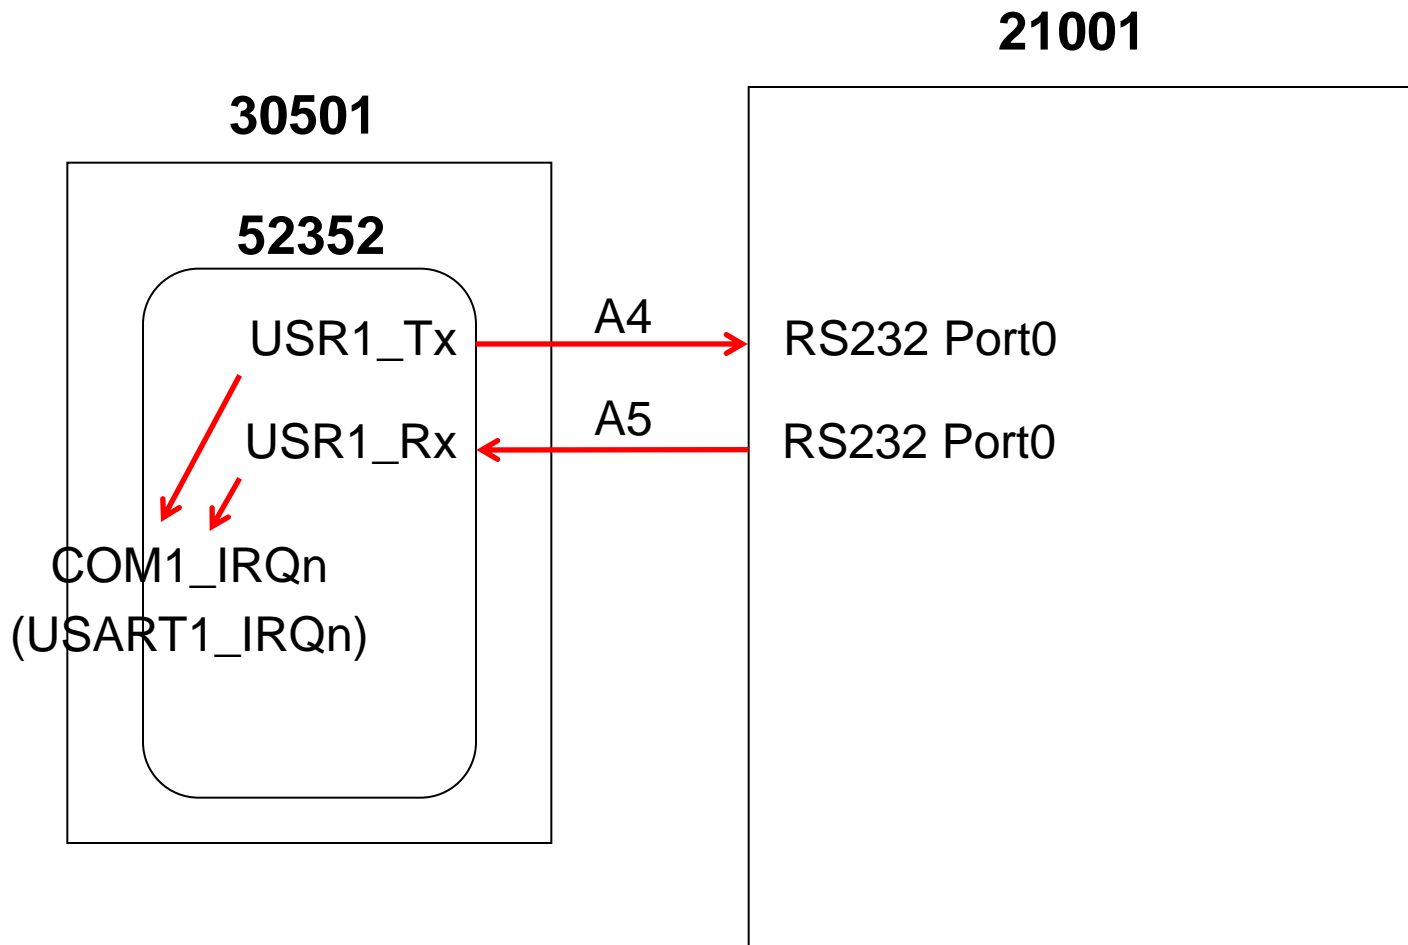 21001
30501
52352
USR1_Tx
A4
RS232 Port0
USR1_Rx
A5
RS232 Port0
COM1_IRQn
(USART1_IRQn)